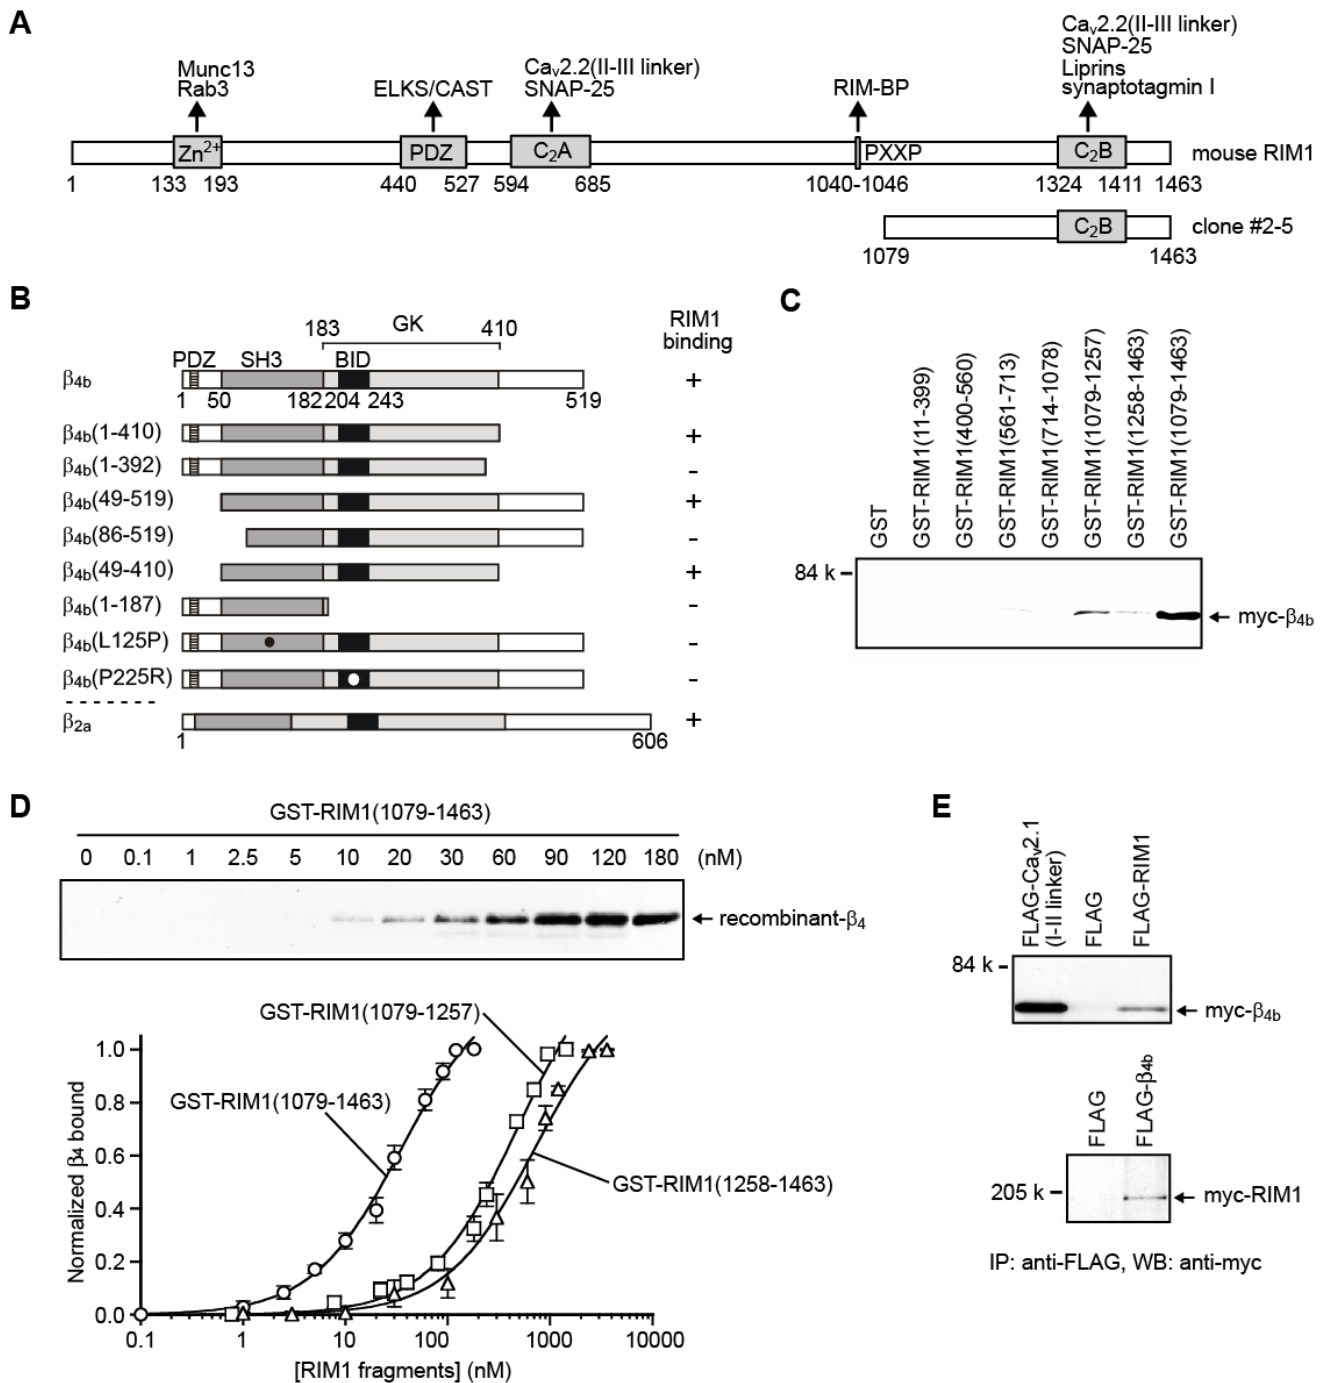 A
Munc13
Rab3
ELKS/CAST
Cav2.2(II-III linker)
SNAP-25
RIM-BP
Cav2.2(II-III linker)
SNAP-25
Liprins
synaptotagmin I
Zn2+
PDZ
C2A
PXXP
C2B
mouse RIM1
1
133
193
440
527
594
685
1040-1046
1324
1411
1463
C2B
clone #2-5
1079
1463
B
183
GK
410
RIM1
binding
PDZ
SH3
BID
β4b
+
1
50
182
204
243
519
β4b(1-410)
+
β4b(1-392)
-
β4b(49-519)
+
β4b(86-519)
-
β4b(49-410)
+
β4b(1-187)
-
β4b(L125P)
-
β4b(P225R)
-
β2a
+
1
606
C
GST
GST-RIM1(11-399)
GST-RIM1(400-560)
GST-RIM1(561-713)
GST-RIM1(714-1078)
GST-RIM1(1079-1257)
GST-RIM1(1258-1463)
GST-RIM1(1079-1463)
84 k
myc-β4b
D
GST-RIM1(1079-1463)
0 0.1 1 2.5 5 10 20 30 60 90 120 180 (nM)
recombinant-β4
GST-RIM1(1079-1257)
GST-RIM1(1079-1463)
GST-RIM1(1258-1463)
Normalized β4 bound
1.0
0.8
0.6
0.4
0.2
0.0
0.1 1 10 100 1000 10000
[RIM1 fragments] (nM)
E
FLAG-Cav2.1
(I-II linker)
FLAG
FLAG-RIM1
84 k
myc-β4b
FLAG
FLAG-β4b
205 k
myc-RIM1
IP: anti-FLAG, WB: anti-myc